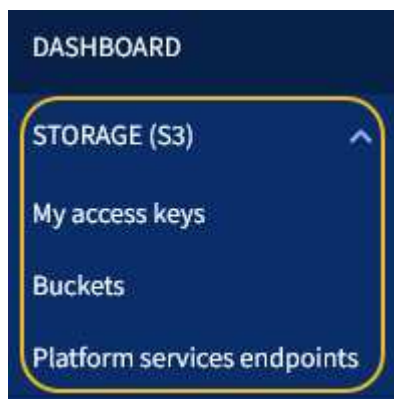 DASHBOARD
STORAGE (S3)
My access keys
Buckets
Platform services endpoints